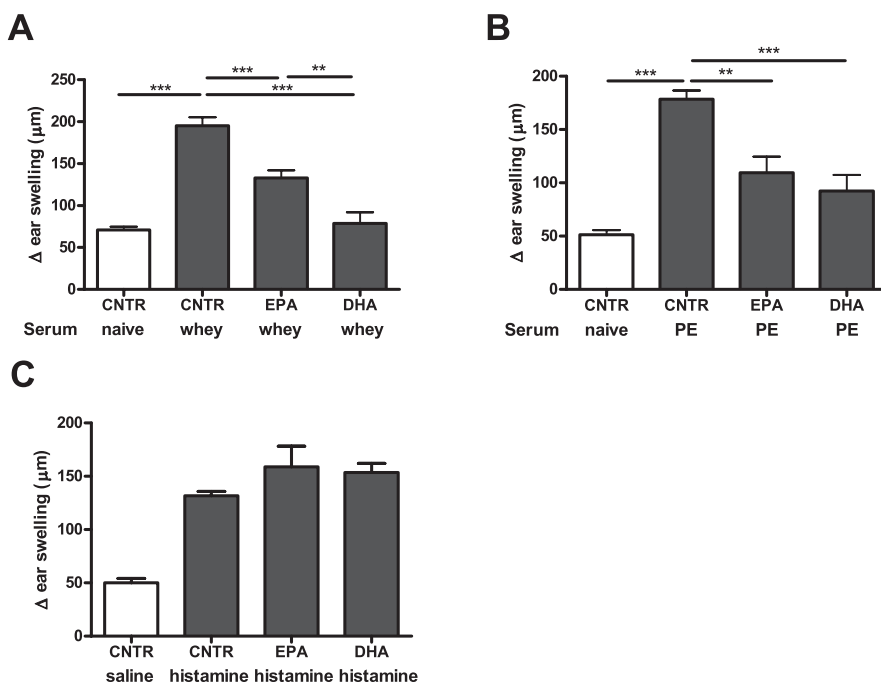 A
Δ ear swelling (μm)
250
200
150
100
50
0
***
***
**
***
CNTR CNTR EPA DHA
Serum naive whey whey whey
B
Δ ear swelling (μm)
200
150
100
50
0
***
***
**
CNTR CNTR EPA DHA
Serum naive PE PE PE
C
Δ ear swelling (μm)
200
150
100
50
0
CNTR CNTR EPA DHA
saline histamine histamine histamine